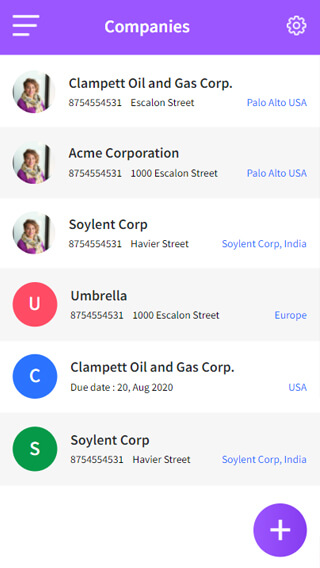 Companies
Clampett Oil and Gas Corp.
8754554531 Escalon Street Palo Alto USA
Acme Corporation
8754554531 1000 Escalon Street Palo Alto USA
Soylent Corp
8754554531 Havier Street Soylent Corp, India
U
Umbrella
8754554531 1000 Escalon Street Europe
C
Clampett Oil and Gas Corp.
Due date : 20, Aug 2020 USA
S
Soylent Corp
8754554531 Havier Street Soylent Corp, India